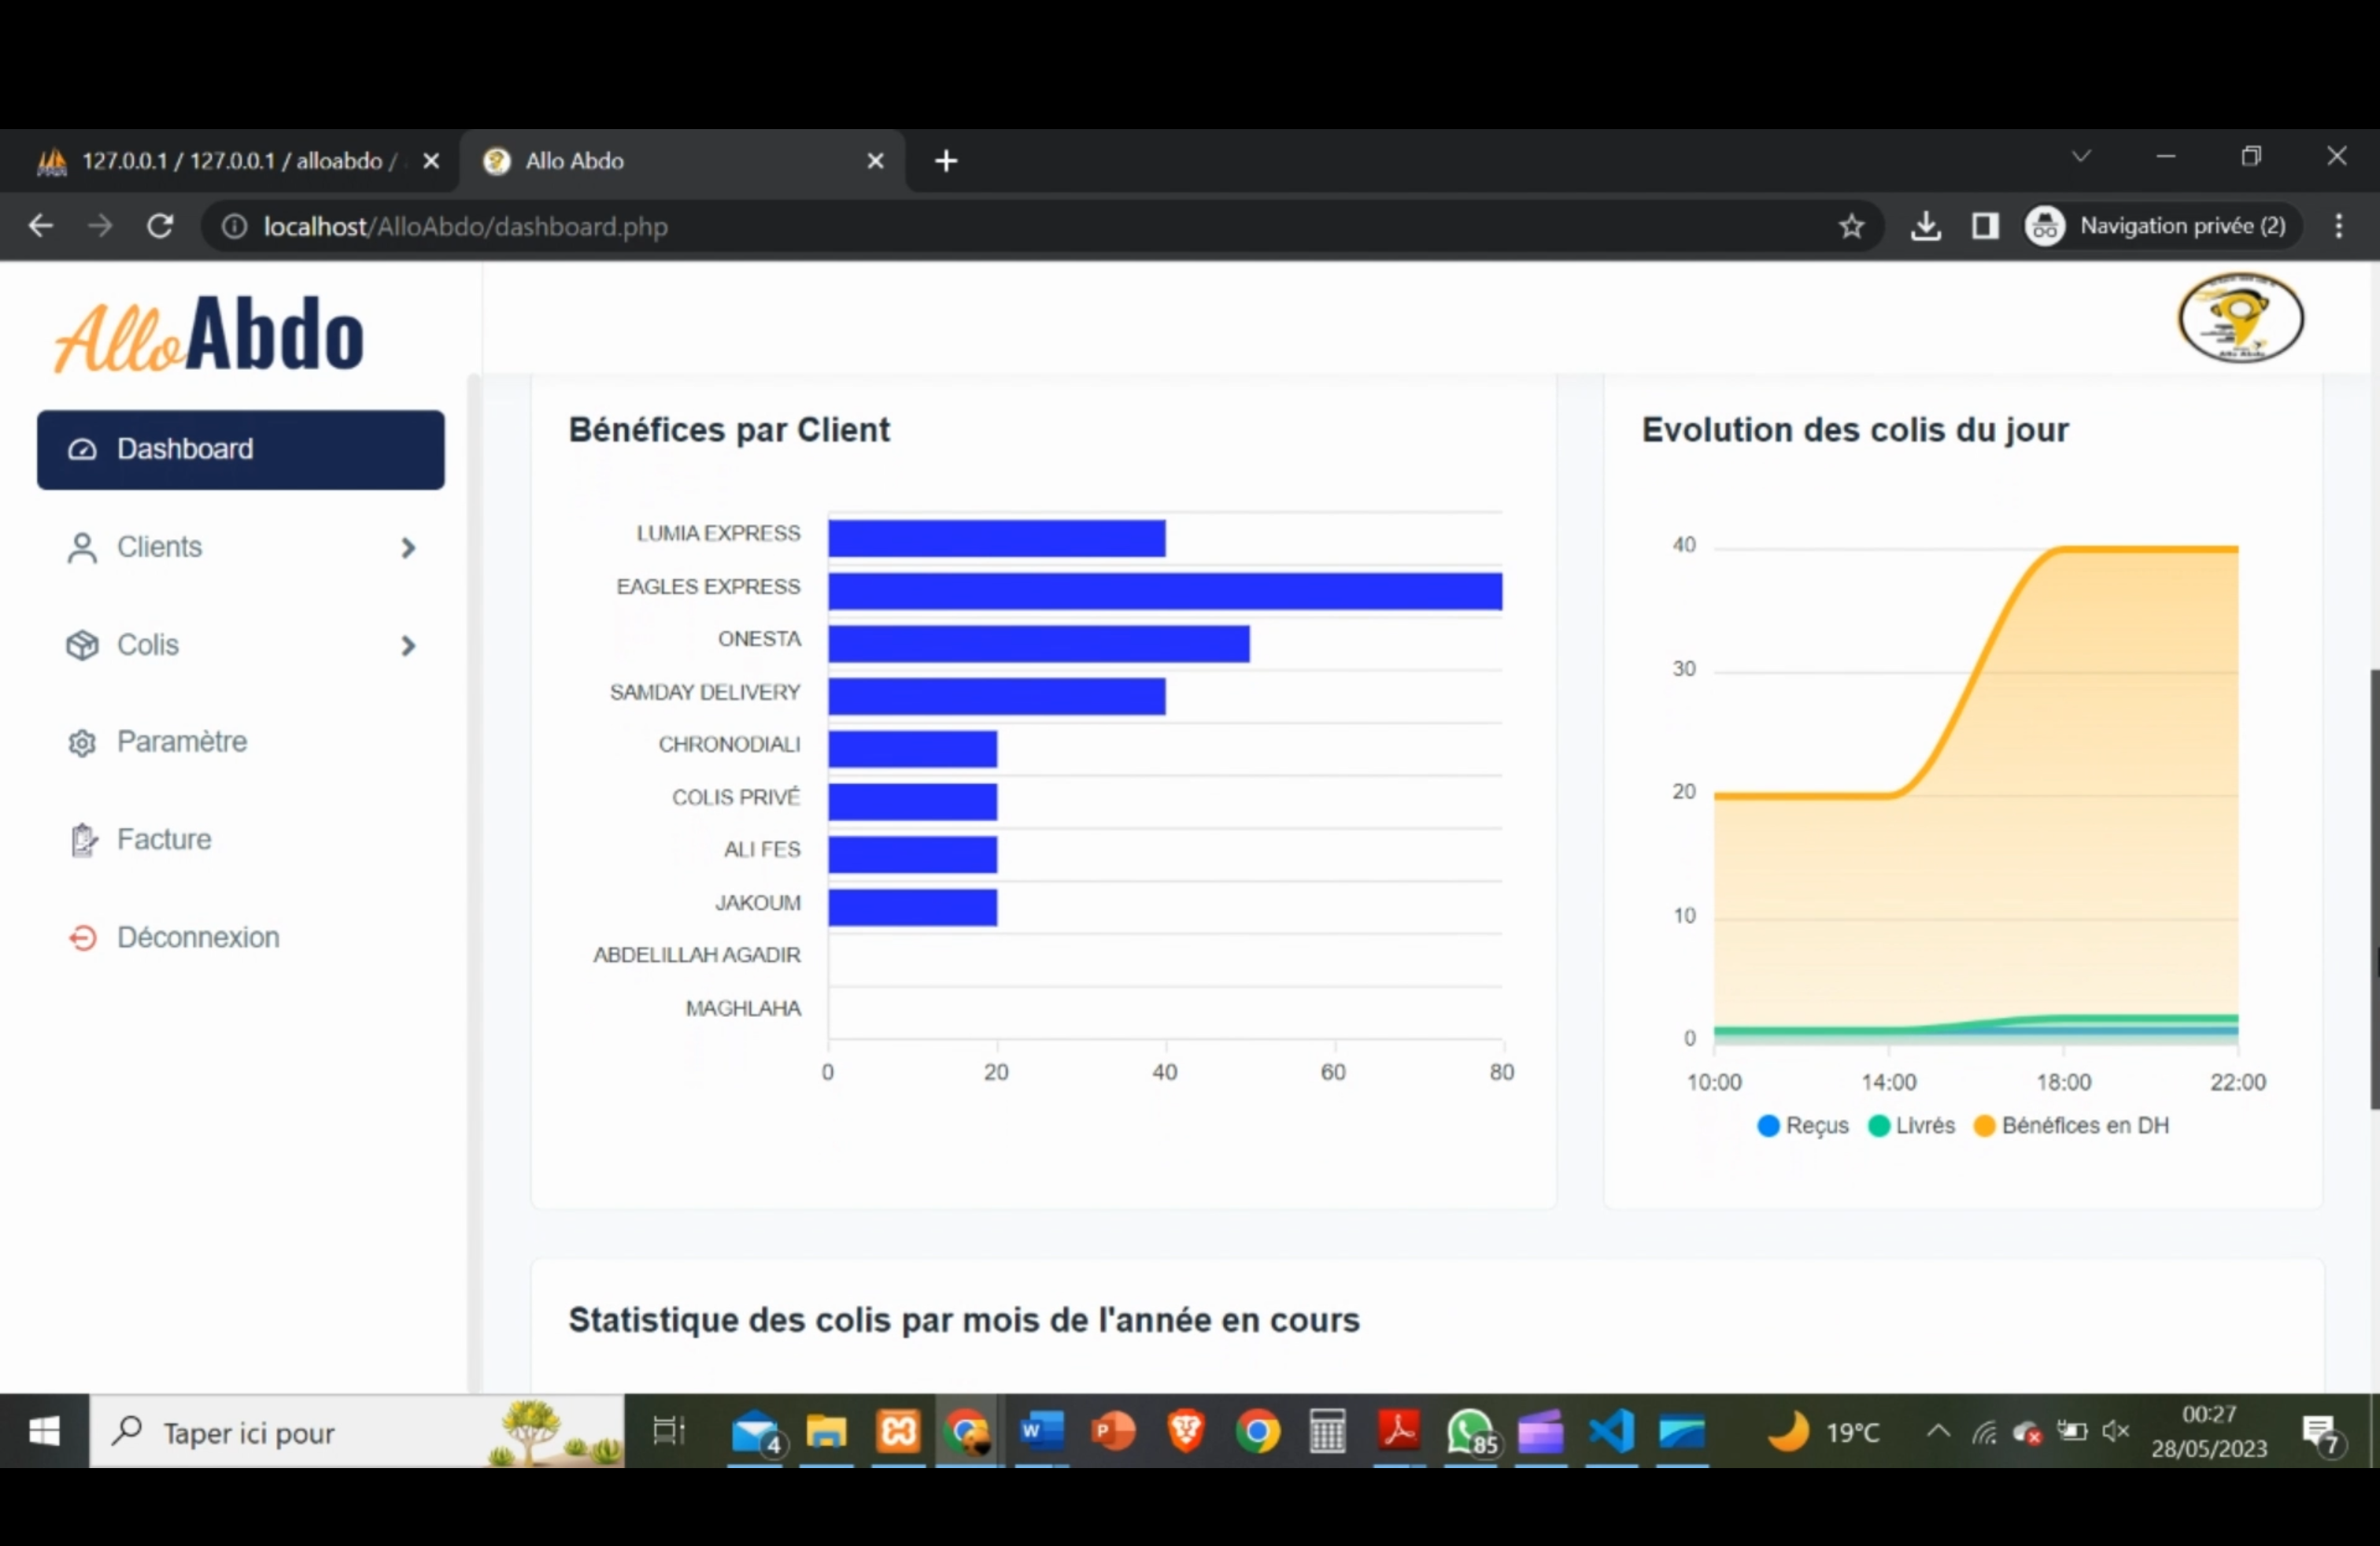 127.0.0.1 / 127.0.0.1 / alloabdo /
Allo Abdo
localhost/AlloAbdo/dashboard.php
Navigation privée (2)
AlloAbdo
Dashboard
Clients
Colis
Paramètre
Facture
Déconnexion
Bénéfices par Client
LUMIA EXPRESS
EAGLES EXPRESS
ONESTA
SAMDAY DELIVERY
CHRONODIALI
COLIS PRIVÉ
ALI FES
JAKOUM
ABDELILLAH AGADIR
MAGHLAHA
0 20 40 60 80
Evolution des colis du jour
40
30
20
10
0
10:00 14:00 18:00 22:00
Reçus Livrés Bénéfices en DH
Statistique des colis par mois de l'année en cours
Taper ici pour
4
W
P
85
19°C
00:27
28/05/2023
7